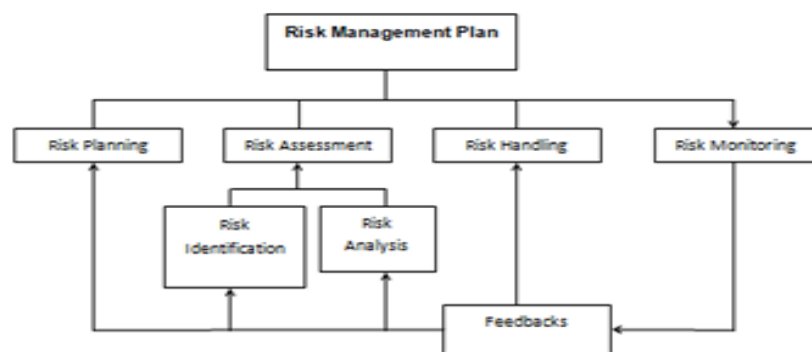 Risk Management Plan
Risk Planning
Risk Assessment
Risk Handling
Risk Monitoring
Risk
Identification
Risk
Analysis
Feedbacks